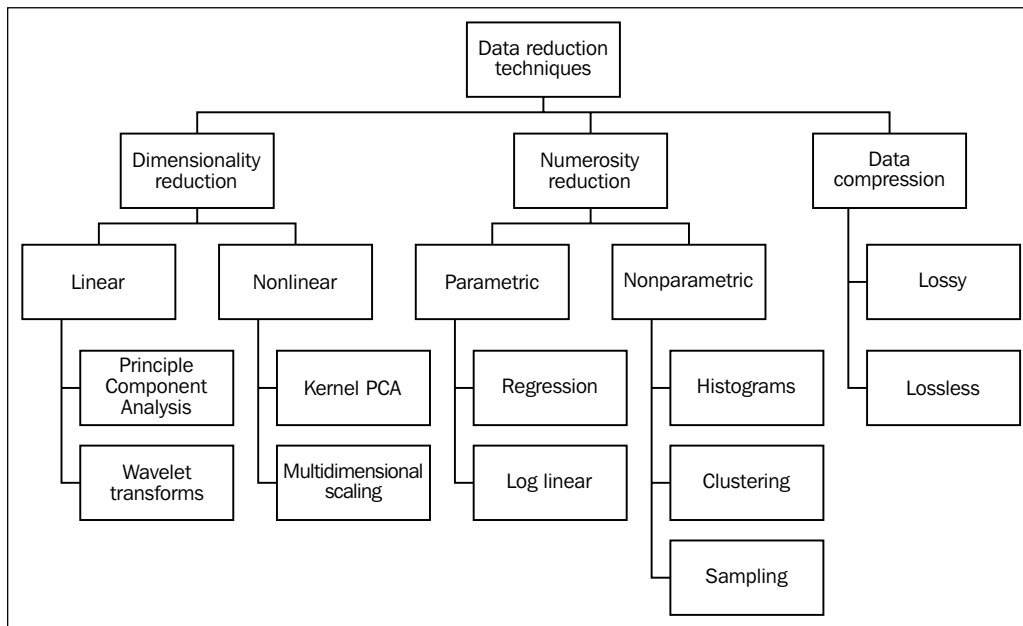 Data reduction
techniques
Dimensionality
reduction
Numerosity
reduction
Data
compression
Linear
Nonlinear
Parametric
Nonparametric
Lossy
Principle
Component
Analysis
Kernel PCA
Regression
Histograms
Lossless
Wavelet
transforms
Multidimensional
scaling
Log linear
Clustering
Sampling